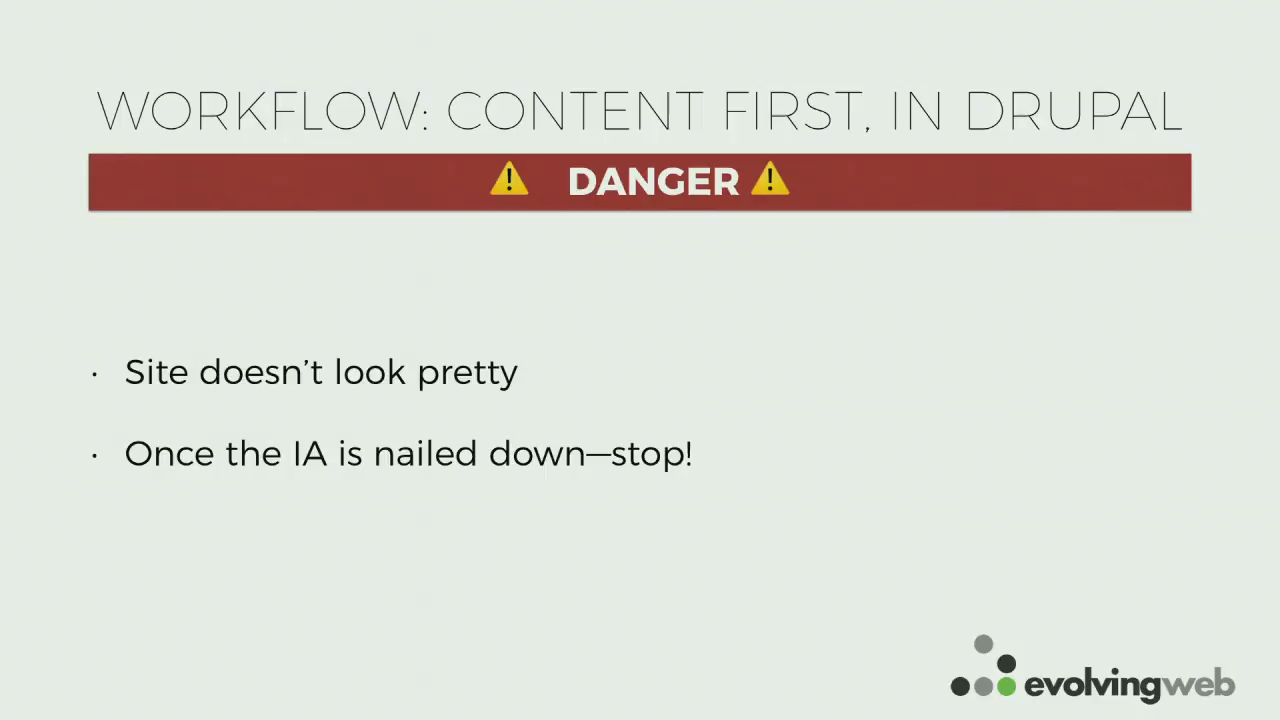 WORKFLOW: CONTENT FIRST, IN DRUPAL
⚠️ DANGER ⚠️
· Site doesn’t look pretty
· Once the IA is nailed down—stop!
evolvingweb